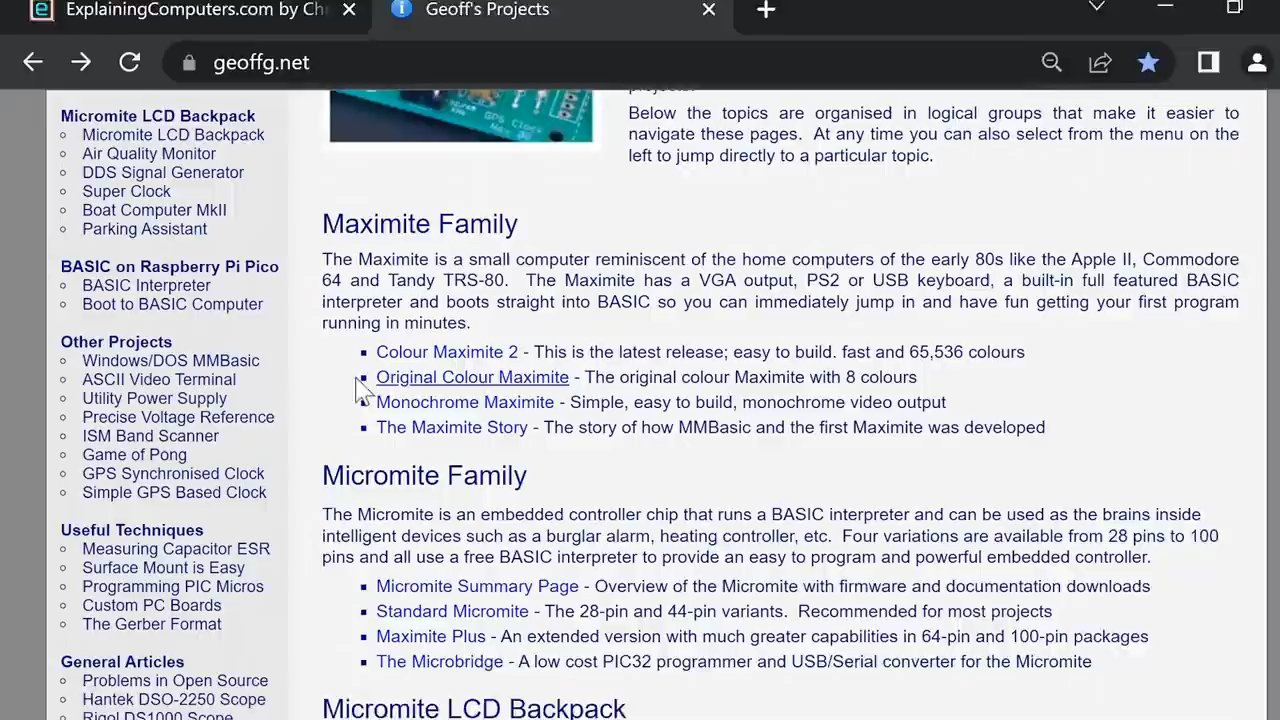 ExplainingComputers.com by Chr
Geoff's Projects
geoffg.net
Micromite LCD Backpack
Micromite LCD Backpack
Air Quality Monitor
DDS Signal Generator
Super Clock
Boat Computer MkII
Parking Assistant
BASIC on Raspberry Pi Pico
BASIC Interpreter
Boot to BASIC Computer
Other Projects
Windows/DOS MMBasic
ASCII Video Terminal
Utility Power Supply
Precise Voltage Reference
ISM Band Scanner
Game of Pong
GPS Synchronised Clock
Simple GPS Based Clock
Useful Techniques
Measuring Capacitor ESR
Surface Mount is Easy
Programming PIC Micros
Custom PC Boards
The Gerber Format
General Articles
Problems in Open Source
Hantek DSO-2250 Scope
Rigol DS1000 Scope
Below the topics are organised in logical groups that make it easier to
navigate these pages. At any time you can also select from the menu on the
left to jump directly to a particular topic.
Maximite Family
The Maximite is a small computer reminiscent of the home computers of the early 80s like the Apple II, Commodore
64 and Tandy TRS-80. The Maximite has a VGA output, PS2 or USB keyboard, a built-in full featured BASIC
interpreter and boots straight into BASIC so you can immediately jump in and have fun getting your first program
running in minutes.
Colour Maximite 2 - This is the latest release; easy to build. fast and 65,536 colours
Original Colour Maximite - The original colour Maximite with 8 colours
Monochrome Maximite - Simple, easy to build, monochrome video output
The Maximite Story - The story of how MMBasic and the first Maximite was developed
Micromite Family
The Micromite is an embedded controller chip that runs a BASIC interpreter and can be used as the brains inside
intelligent devices such as a burglar alarm, heating controller, etc. Four variations are available from 28 pins to 100
pins and all use a free BASIC interpreter to provide an easy to program and powerful embedded controller.
Micromite Summary Page - Overview of the Micromite with firmware and documentation downloads
Standard Micromite - The 28-pin and 44-pin variants. Recommended for most projects
Maximite Plus - An extended version with much greater capabilities in 64-pin and 100-pin packages
The Microbridge - A low cost PIC32 programmer and USB/Serial converter for the Micromite
Micromite LCD Backpack